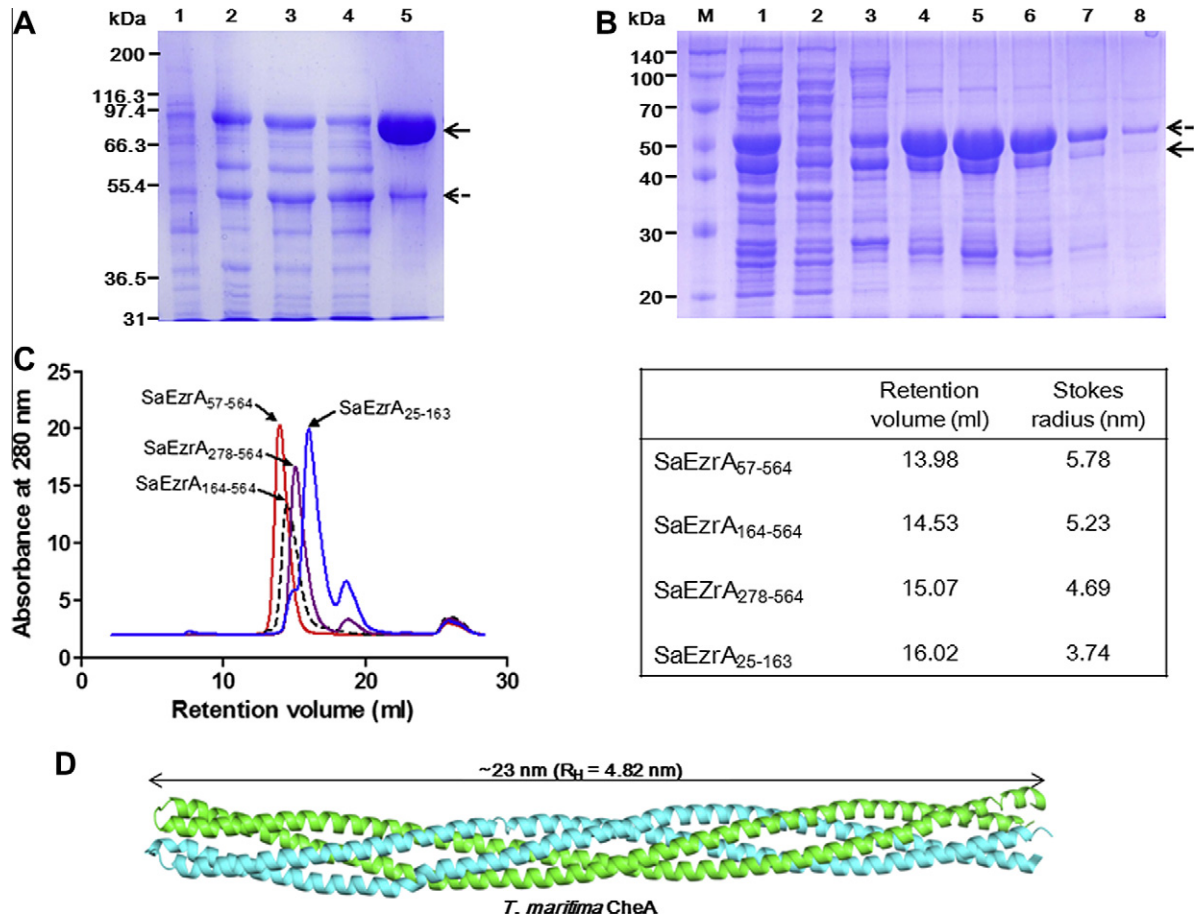 A
kDa 1 2 3 4 5
200
116.3
97.4
66.3
55.4
36.5
31
B
kDa M 1 2 3 4 5 6 7 8
140
100
70
50
40
30
20
C
Absorbance at 280 nm
25
20
15
10
5
0
0 10 20 30
Retention volume (ml)
SaEzrA57-564
SaEzrA25-163
SaEzrA278-564
SaEzrA164-564
Retention volume (ml) Stokes radius (nm)
SaEzrA57-564 13.98 5.78
SaEzrA164-564 14.53 5.23
SaEZrA278-564 15.07 4.69
SaEzrA25-163 16.02 3.74
D
~23 nm (RH = 4.82 nm)
T. maritima CheA